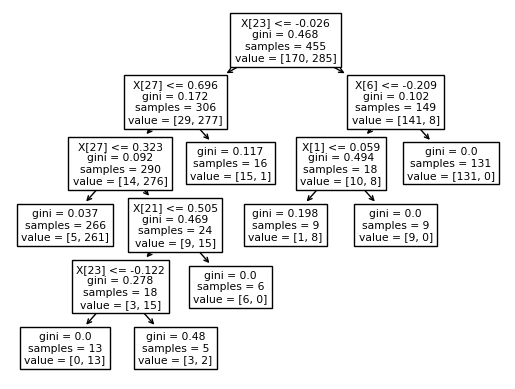 X[23] <= -0.026
gini = 0.468
samples = 455
value = [170, 285]
X[27] <= 0.696
gini = 0.172
samples = 306
value = [29, 277]
X[6] <= -0.209
gini = 0.102
samples = 149
value = [141, 8]
X[27] <= 0.323
gini = 0.092
samples = 290
value = [14, 276]
gini = 0.117
samples = 16
value = [15, 1]
X[1] <= 0.059
gini = 0.494
samples = 18
value = [10, 8]
gini = 0.0
samples = 131
value = [131, 0]
gini = 0.037
samples = 266
value = [5, 261]
X[21] <= 0.505
gini = 0.469
samples = 24
value = [9, 15]
gini = 0.198
samples = 9
value = [1, 8]
gini = 0.0
samples = 9
value = [9, 0]
X[23] <= -0.122
gini = 0.278
samples = 18
value = [3, 15]
gini = 0.0
samples = 6
value = [6, 0]
gini = 0.0
samples = 13
value = [0, 13]
gini = 0.48
samples = 5
value = [3, 2]